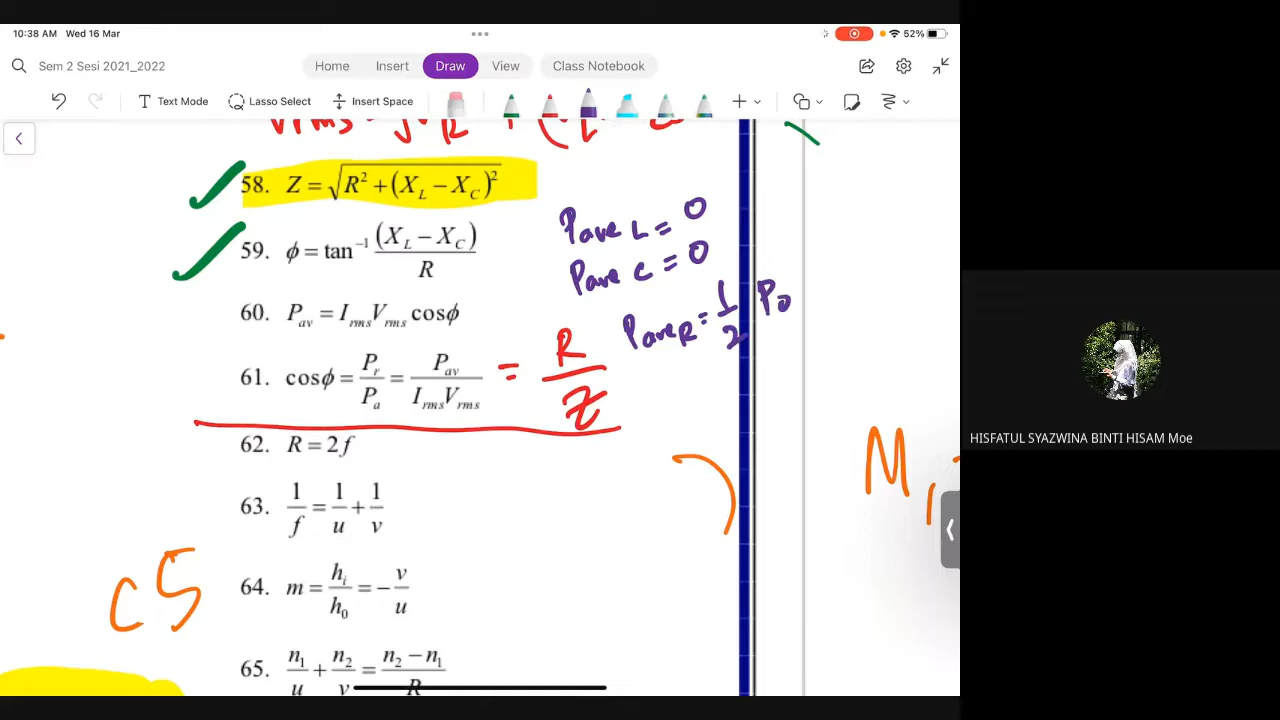 10:38 AM Wed 16 Mar
52%
Sem 2 Sesi 2021_2022
Home Insert Draw View Class Notebook
Text Mode Lasso Select Insert Space
58. Z = √R² + (X_L − X_C)²
59. ϕ = tan⁻¹ (X_L − X_C) / R
60. P_av = I_rms V_rms cosϕ
61. cosϕ = P_r / P_a = P_av / I_rms V_rms = R / Z
Pave L = 0
Pave C = 0
Pave R = 1/2 P0
62. R = 2f
63. 1/f = 1/u + 1/v
64. m = h_i / h_0 = − v/u
65. n₁/u + n₂/v = n₂ − n₁ / R
C5
M₁
HISFATUL SYAZWINA BINTI HISAM Moe